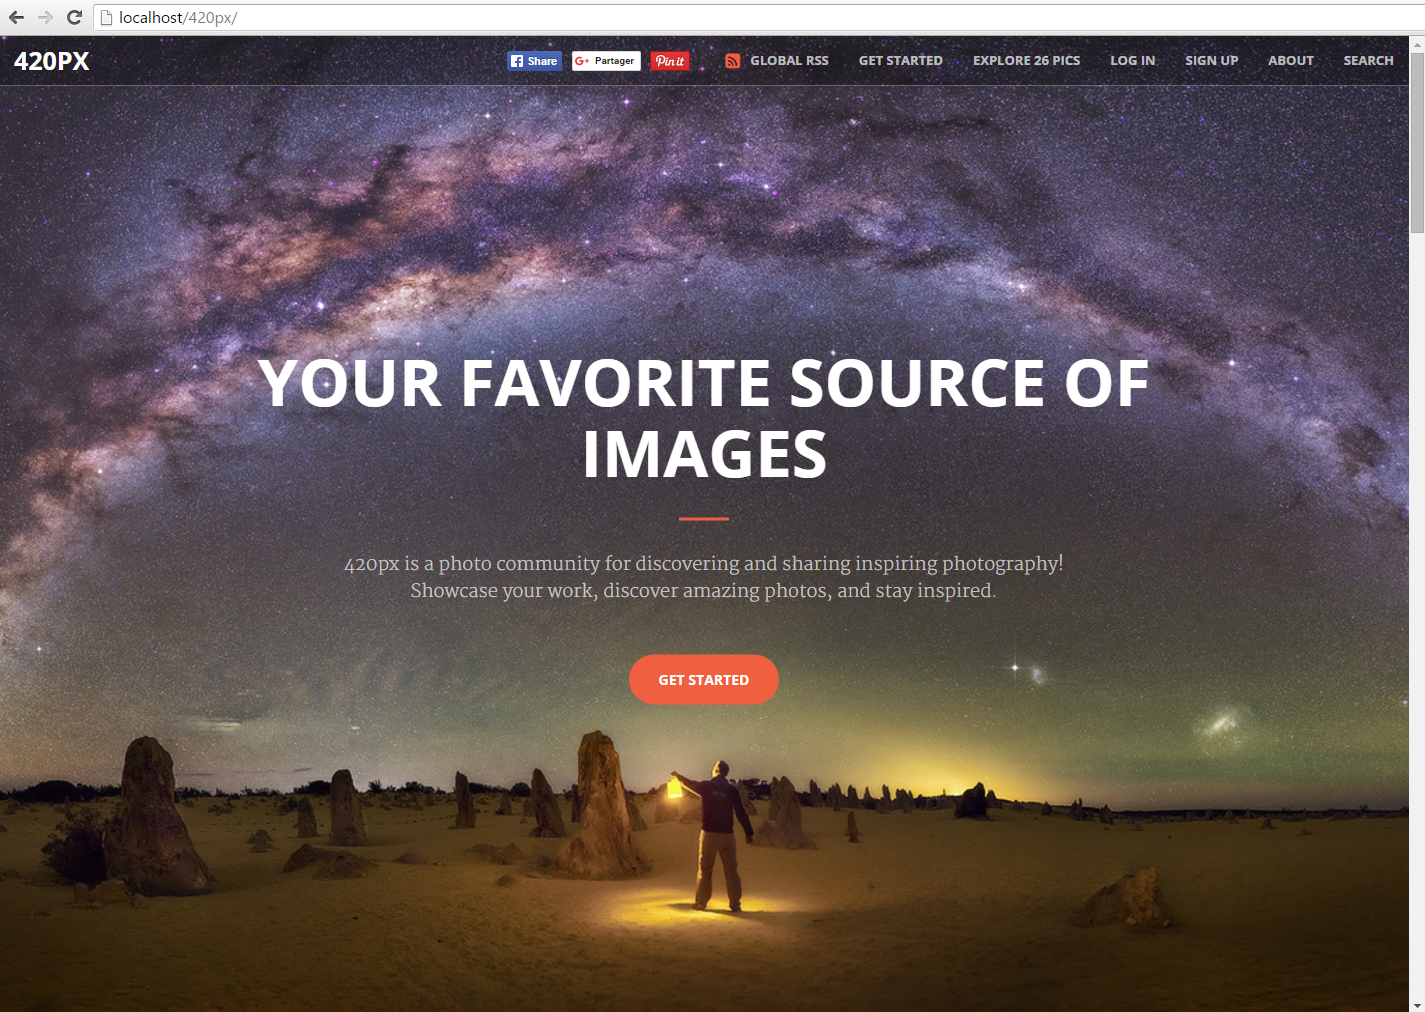 localhost/420px/
420PX
Share
G+ Partager
Pin it
GLOBAL RSS
GET STARTED
EXPLORE 26 PICS
LOG IN
SIGN UP
ABOUT
SEARCH
YOUR FAVORITE SOURCE OF
IMAGES
420px is a photo community for discovering and sharing inspiring photography!
Showcase your work, discover amazing photos, and stay inspired.
GET STARTED